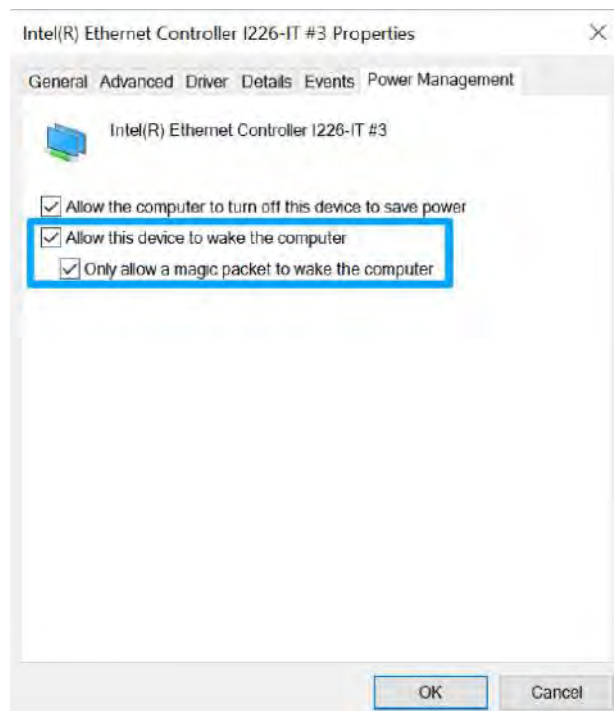 Intel(R) Ethernet Controller I226-IT #3 Properties
General Advanced Driver Details Events Power Management
Intel(R) Ethernet Controller I226-IT #3
Allow the computer to turn off this device to save power
Allow this device to wake the computer
Only allow a magic packet to wake the computer
OK Cancel